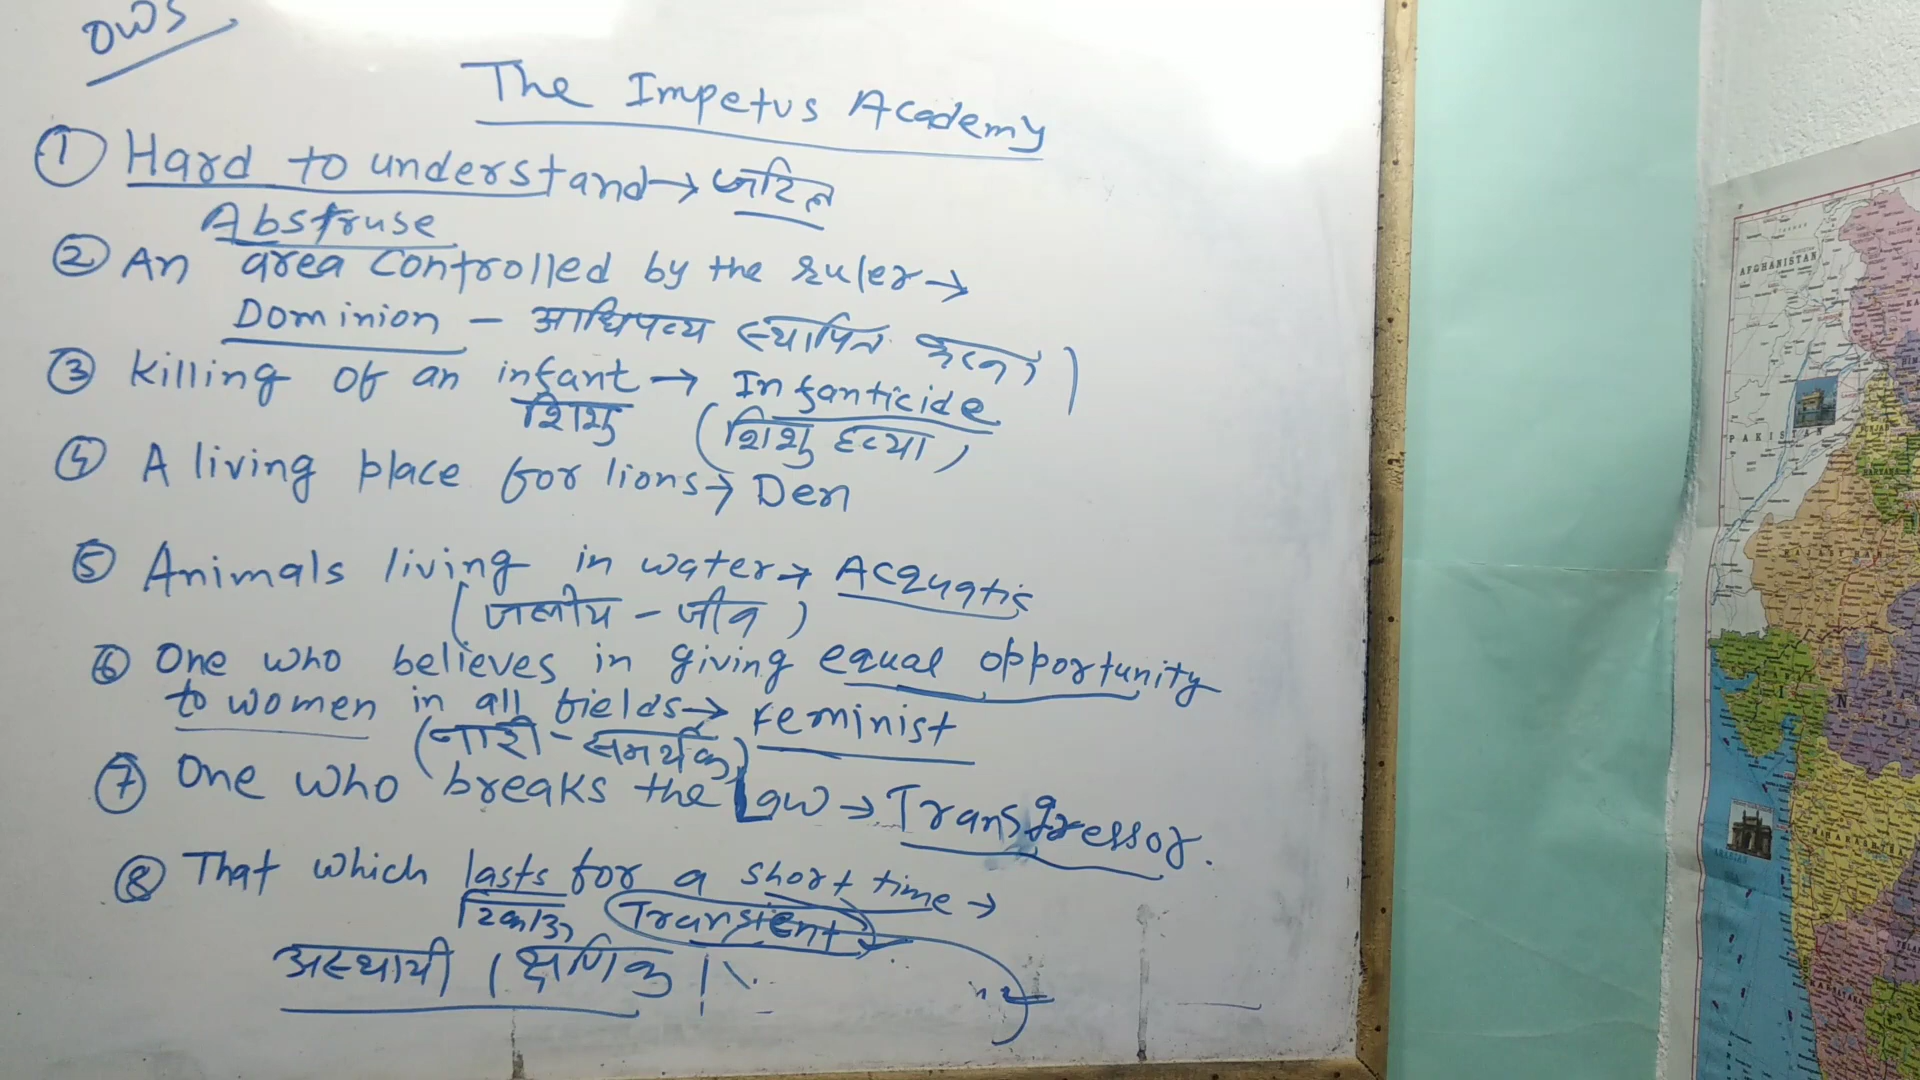 OWS
The Impetus Academy
① Hard to understand → जटिल
Abstruse
② An area controlled by the ruler →
Dominion - आधिपत्य स्थापित करना।
③ Killing of an infant → Infanticide
शिशु (शिशु हत्या)
④ A living place for lions → Den
⑤ Animals living in water → Acquatic
(जलीय - जीव)
⑥ One who believes in giving equal opportunity
to women in all fields → Feminist
(नारी - समर्थक)
⑦ One who breaks the Law → Transgressor.
⑧ That which lasts for a short time →
टिकाऊ Transient
अस्थायी / क्षणिक।
AFGHANISTAN
PAKISTAN
RAJASTHAN